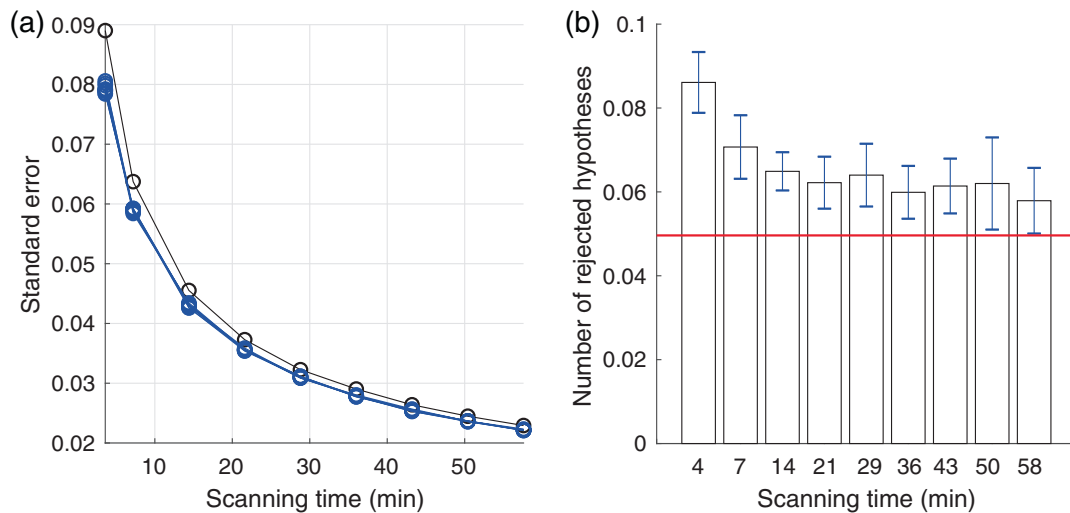 (a)
0.09
0.08
0.07
0.06
0.05
0.04
0.03
0.02
Standard error
10 20 30 40 50
Scanning time (min)
(b)
0.1
0.08
0.06
0.04
0.02
0
Number of rejected hypotheses
4 7 14 21 29 36 43 50 58
Scanning time (min)